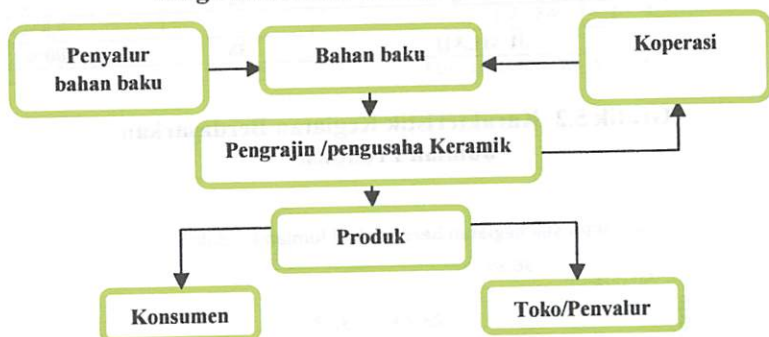 Penyalur
bahan baku
Bahan baku
Koperasi
Pengrajin /pengusaha Keramik
Produk
Konsumen
Toko/Penyalur